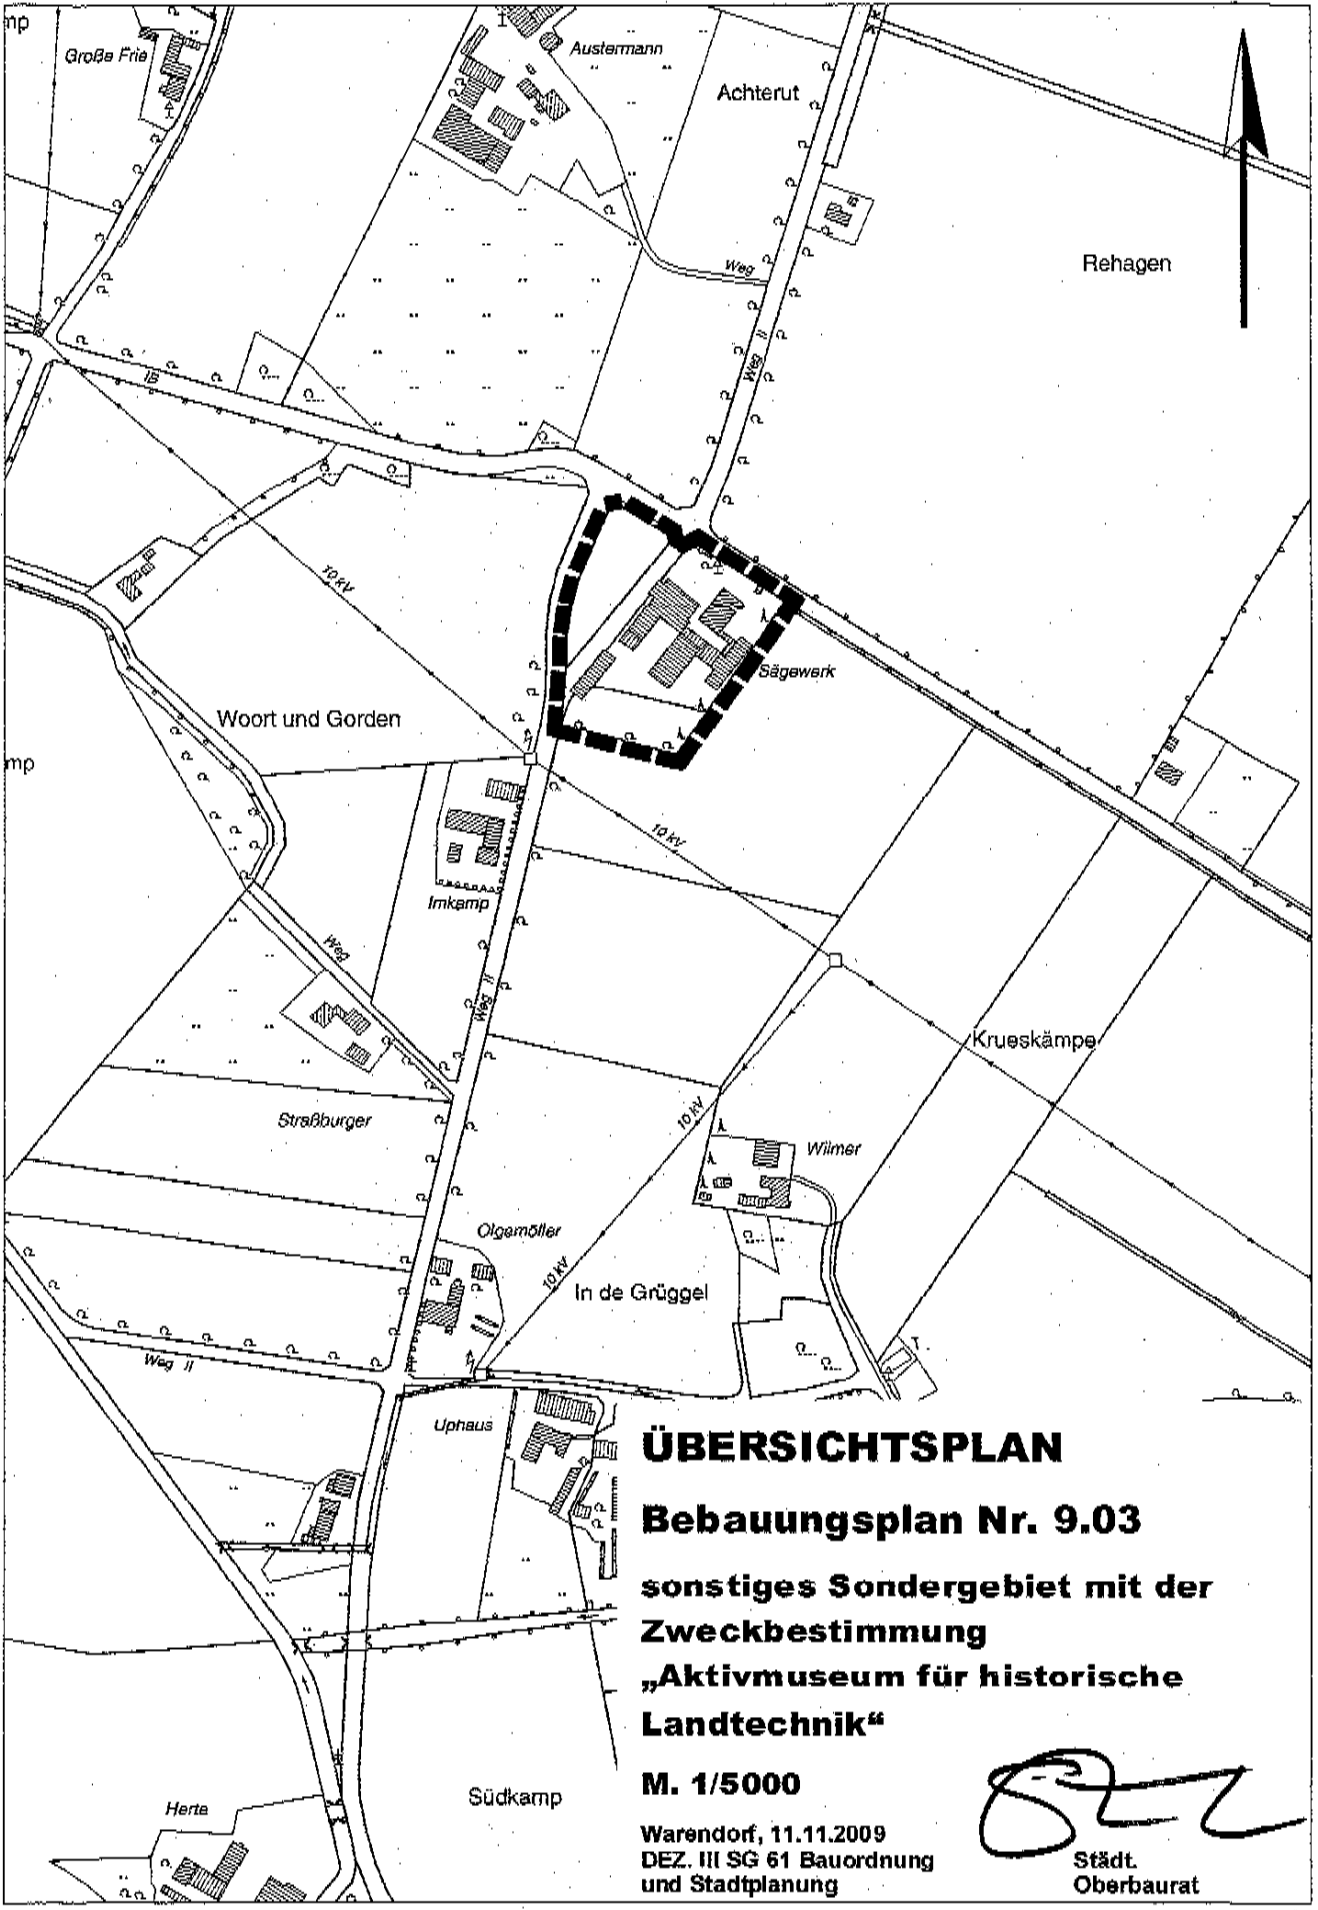 mp
Große Frie
Austermann
Achterut
Weg
Rehagen
Weg II
10 kV
Sägewerk
Woort und Gorden
mp
10 kV
Imkamp
Weg
Weg II
Krueskämpe
Straßburger
10 kV
Wilmer
Olgemöller
10 kV
In de Grüggel
Weg II
Uphaus
Südkamp
Herte
ÜBERSICHTSPLAN
Bebauungsplan Nr. 9.03
sonstiges Sondergebiet mit der
Zweckbestimmung
„Aktivmuseum für historische
Landtechnik“
M. 1/5000
Warendorf, 11.11.2009
DEZ. III SG 61 Bauordnung
und Stadtplanung
Städt.
Oberbaurat